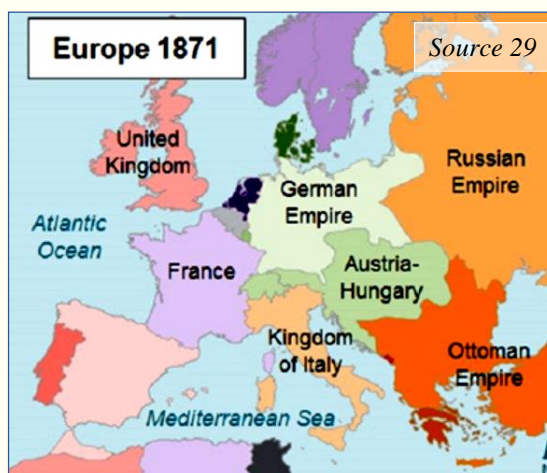 Europe 1871
Source 29
United
Kingdom
German
Empire
Russian
Empire
Atlantic
Ocean
France
Austria-
Hungary
Kingdom
of Italy
Ottoman
Empire
Mediterranean Sea